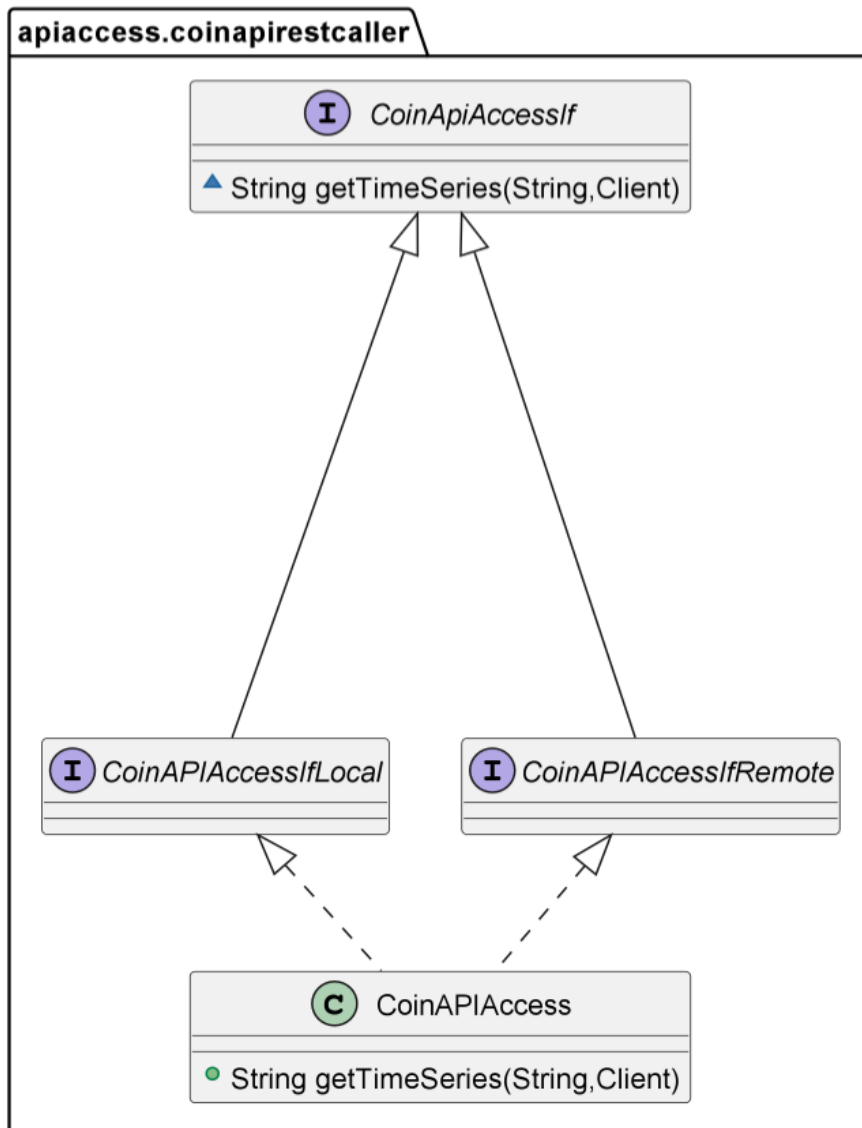 apiaccess.coinapirestcaller
I CoinApiAccessIf
String getTimeSeries(String,Client)
I CoinAPIAccessIfLocal
I CoinAPIAccessIfRemote
C CoinAPIAccess
String getTimeSeries(String,Client)